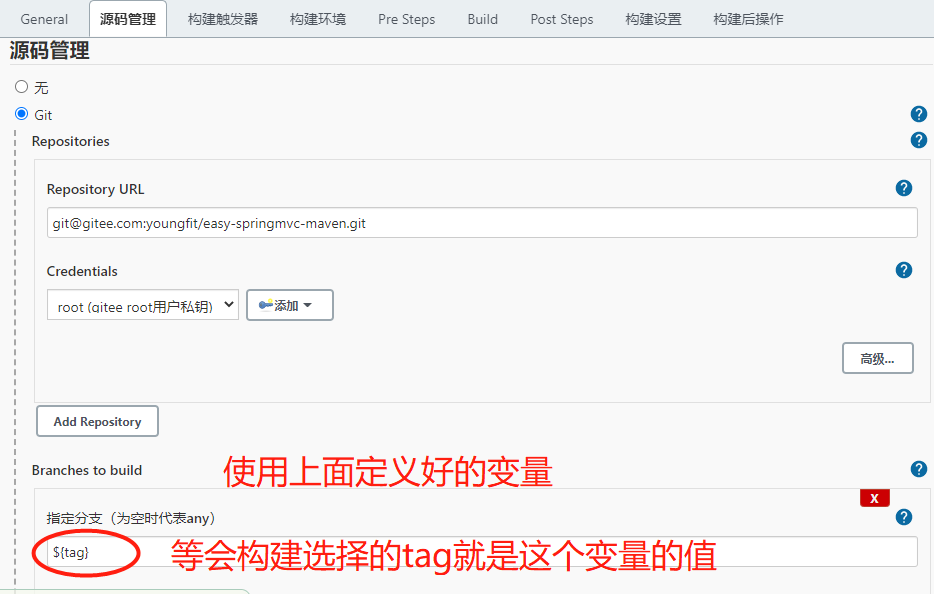 General 源码管理 构建触发器 构建环境 Pre Steps Build Post Steps 构建设置 构建后操作
源码管理
无
Git
Repositories
Repository URL
git@gitee.com:youngfit/easy-springmvc-maven.git
Credentials
root (gitee root用户私钥) 添加
高级...
Add Repository
Branches to build 使用上面定义好的变量
X
指定分支（为空时代表any）
${tag} 等会构建选择的tag就是这个变量的值